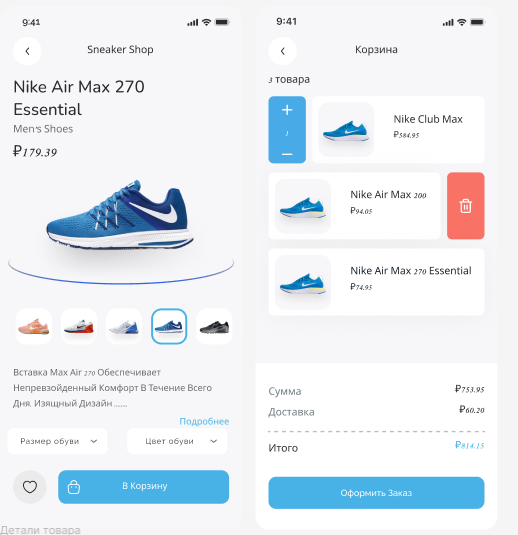 9:41
Sneaker Shop
Nike Air Max 270
Essential
Men's Shoes
₽179.39
Вставка Max Air 270 Обеспечивает
Непревзойденный Комфорт В Течение Всего
Дня. Изящный Дизайн ......
Подробнее
Размер обуви
Цвет обуви
В Корзину
Детали товара
9:41
Корзина
3 товара
1
Nike Club Max
₽584.95
Nike Air Max 200
₽94.05
Nike Air Max 270 Essential
₽74.95
Сумма
₽753.95
Доставка
₽60.20
Итого
₽814.15
Оформить Заказ